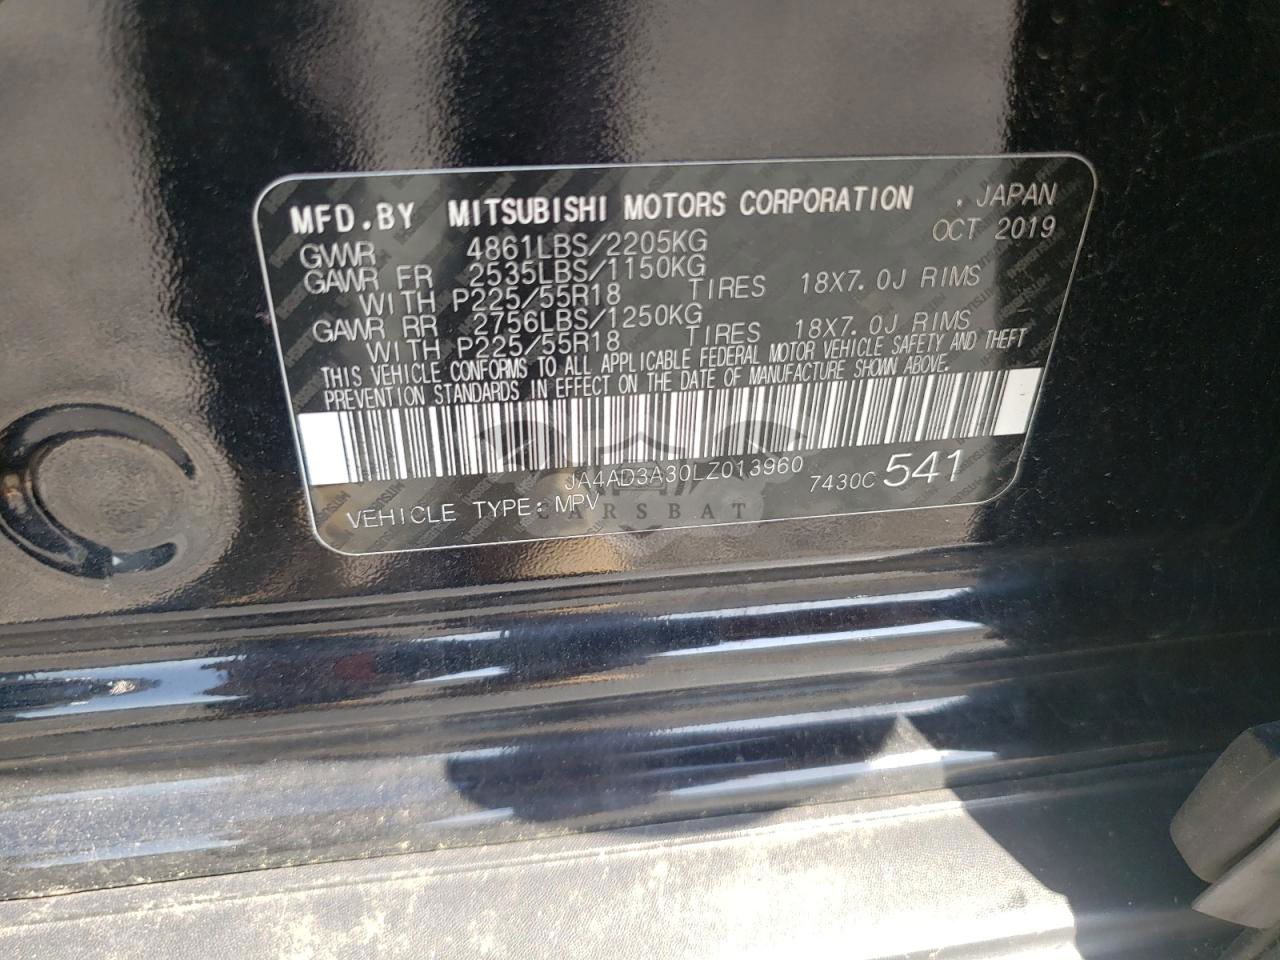 MFD.BY MITSUBISHI MOTORS CORPORATION , JAPAN
GVWR 4861LBS/2205KG OCT 2019
GAWR FR 2535LBS/1150KG
WITH P225/55R18 TIRES 18X7.0J RIMS
GAWR RR 2756LBS/1250KG
WITH P225/55R18 TIRES 18X7.0J RIMS
THIS VEHICLE CONFORMS TO ALL APPLICABLE FEDERAL MOTOR VEHICLE SAFETY AND THEFT
PREVENTION STANDARDS IN EFFECT ON THE DATE OF MANUFACTURE SHOWN ABOVE.
JA4AD3A30LZ013960 7430C 541
VEHICLE TYPE: MPV
CARSBAT